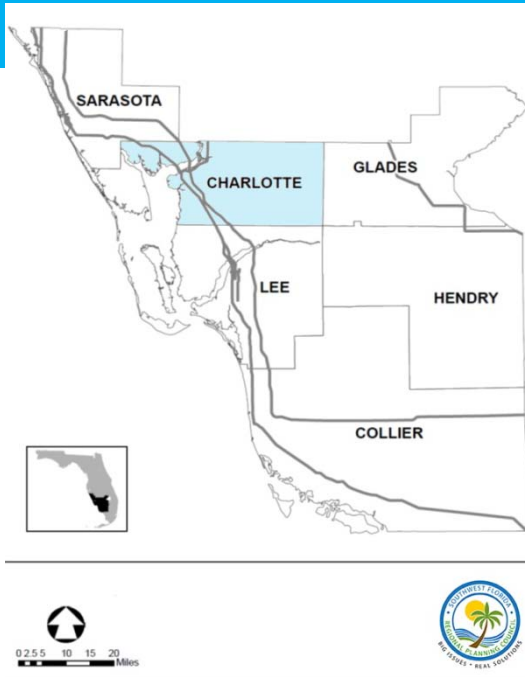 SARASOTA
CHARLOTTE
GLADES
LEE
HENDRY
COLLIER
0 2.5 5 10 15 20
Miles
SOUTHWEST FLORIDA
REGIONAL PLANNING COUNCIL
BIG ISSUES • REAL SOLUTIONS